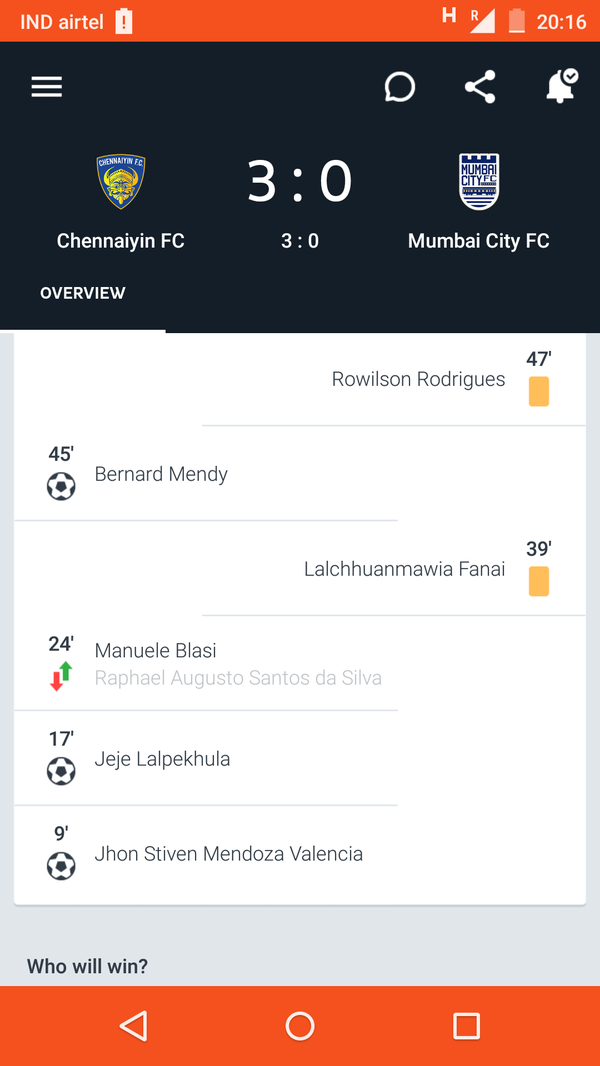 IND airtel
H
R
20:16
CHENNAIYIN F.C.
3 : 0
MUMBAI
CITY FC
Chennaiyin FC
3 : 0
Mumbai City FC
OVERVIEW
47'
Rowilson Rodrigues
45'
Bernard Mendy
39'
Lalchhuanmawia Fanai
24'
Manuele Blasi
Raphael Augusto Santos da Silva
17'
Jeje Lalpekhula
9'
Jhon Stiven Mendoza Valencia
Who will win?